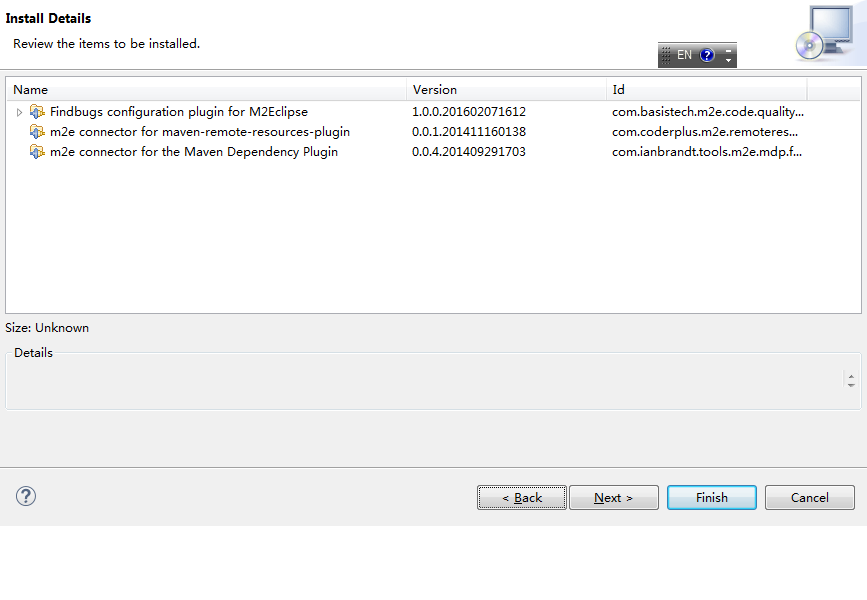 Install Details
Review the items to be installed.
EN
Name Version Id
Findbugs configuration plugin for M2Eclipse 1.0.0.201602071612 com.basistech.m2e.code.quality...
m2e connector for maven-remote-resources-plugin 0.0.1.201411160138 com.coderplus.m2e.remoteres...
m2e connector for the Maven Dependency Plugin 0.0.4.201409291703 com.ianbrandt.tools.m2e.mdp.f...
Size: Unknown
Details
< Back Next > Finish Cancel